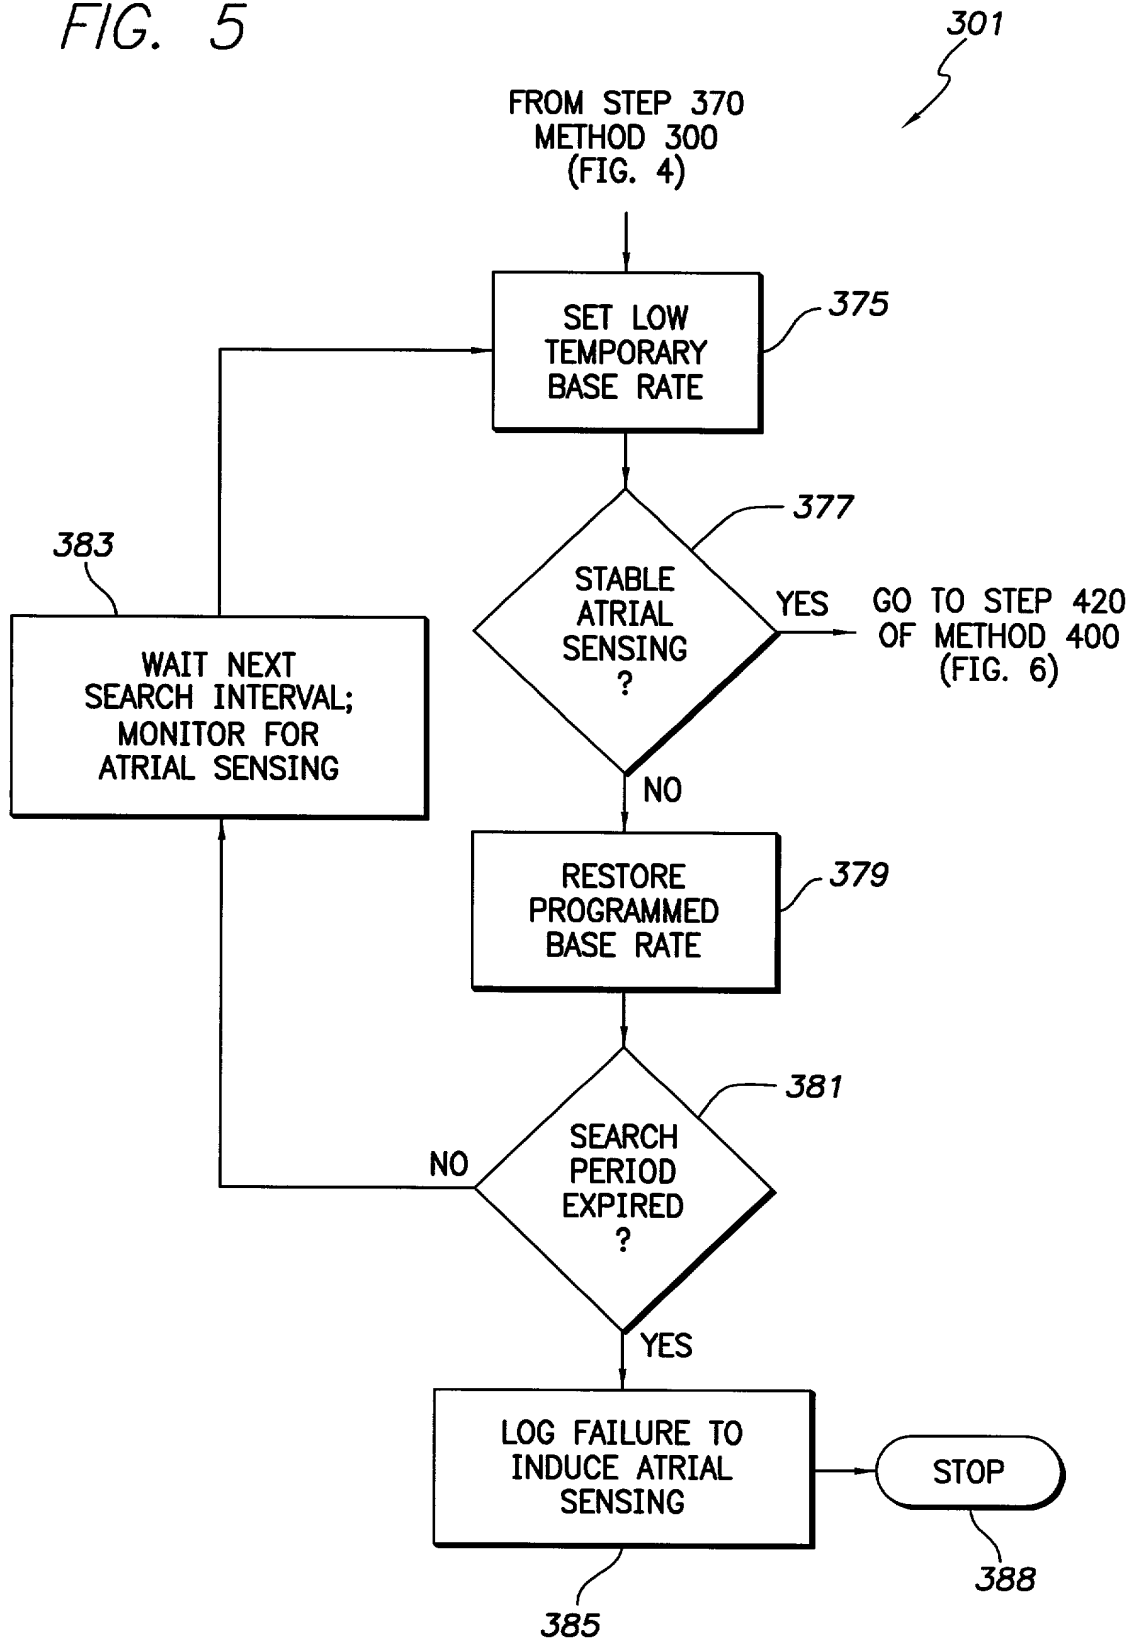 FIG. 5
301
FROM STEP 370
METHOD 300
(FIG. 4)
SET LOW
TEMPORARY
BASE RATE
375
377
STABLE
ATRIAL
SENSING
?
YES
GO TO STEP 420
OF METHOD 400
(FIG. 6)
383
WAIT NEXT
SEARCH INTERVAL;
MONITOR FOR
ATRIAL SENSING
NO
RESTORE
PROGRAMMED
BASE RATE
379
381
SEARCH
PERIOD
EXPIRED
?
NO
YES
LOG FAILURE TO
INDUCE ATRIAL
SENSING
STOP
388
385